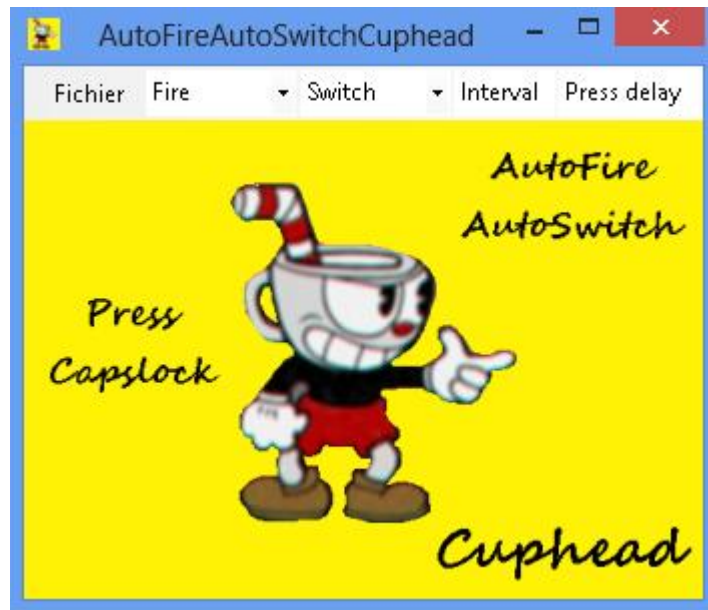 AutoFireAutoSwitchCuphead
Fichier Fire Switch Interval Press delay
AutoFire
AutoSwitch
Press
Capslock
Cuphead